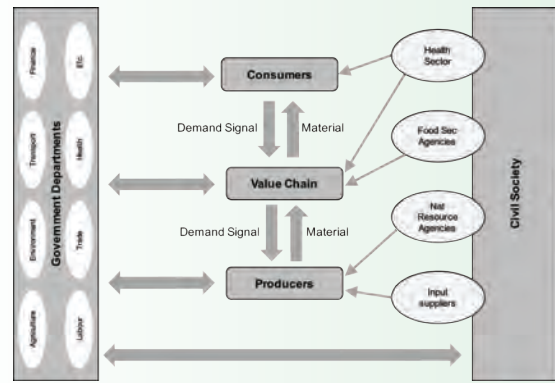 Finance
Etc.
Transport
Health
Environment
Trade
Agriculture
Labour
Government Departments
Consumers
Demand Signal
Material
Value Chain
Demand Signal
Material
Producers
Health
Sector
Food Sec
Agencies
Nat
Resource
Agencies
Input
suppliers
Civil Society